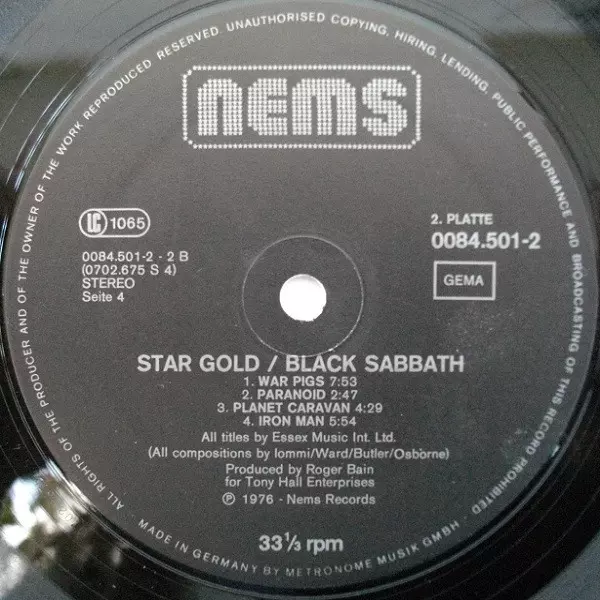 ALL RIGHTS OF THE PRODUCER AND OF THE OWNER OF THE WORK REPRODUCED RESERVED. UNAUTHORISED COPYING, HIRING, LENDING, PUBLIC PERFORMANCE AND BROADCASTING OF THIS RECORD PROHIBITED
nems
LC 1065
2. PLATTE
0084.501-2
0084.501-2 - 2 B
(0702.675 S 4)
STEREO
Seite 4
GEMA
STAR GOLD / BLACK SABBATH
1. WAR PIGS 7:53
2. PARANOID 2:47
3. PLANET CARAVAN 4:29
4. IRON MAN 5:54
All titles by Essex Music Int. Ltd.
(All compositions by Iommi/Ward/Butler/Osborne)
Produced by Roger Bain
for Tony Hall Enterprises
℗ 1976 - Nems Records
33⅓ rpm
MADE IN GERMANY BY METRONOME MUSIK GMBH